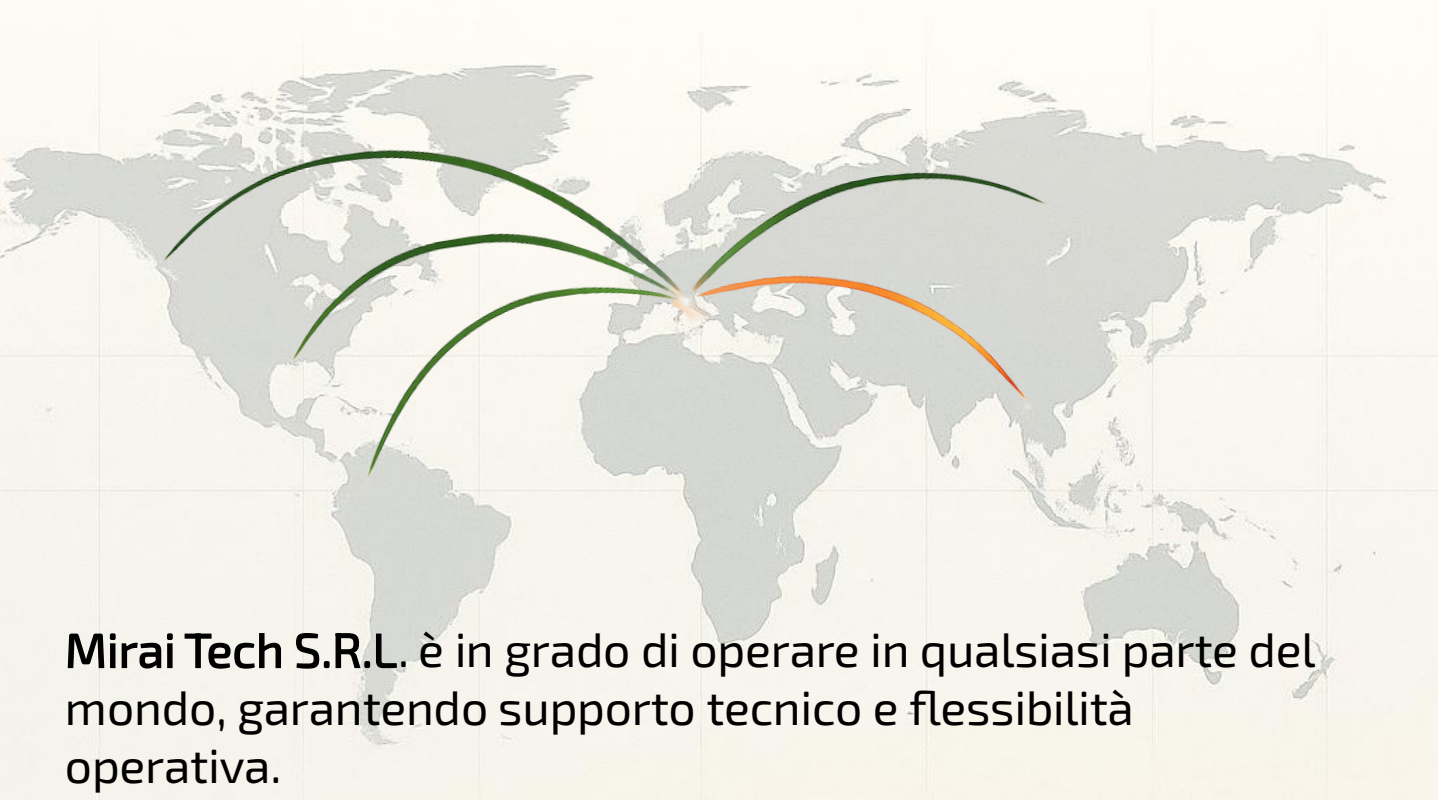 Mirai Tech S.R.L. è in grado di operare in qualsiasi parte del
mondo, garantendo supporto tecnico e flessibilità
operativa.